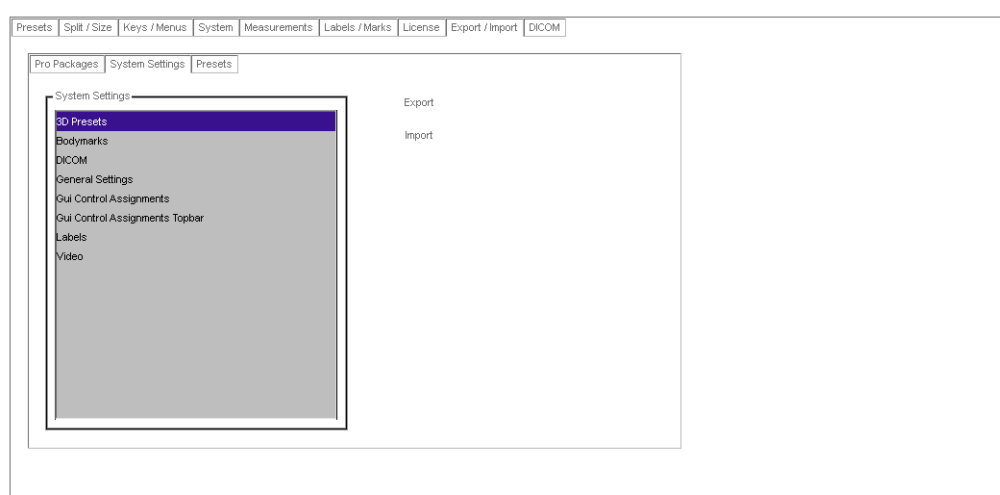 Presets Split / Size Keys / Menus System Measurements Labels / Marks License Export / Import DICOM
Pro Packages System Settings Presets
System Settings
3D Presets
Bodymarks
DICOM
General Settings
Gui Control Assignments
Gui Control Assignments Topbar
Labels
Video
Export
Import